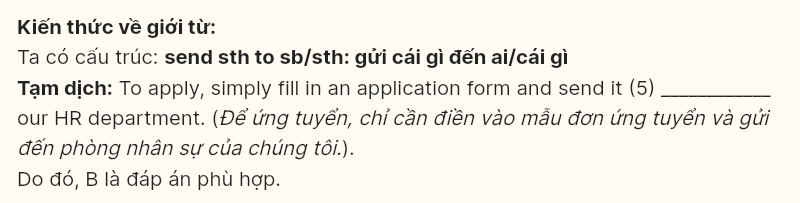 Kiến thức về giới từ:
Ta có cấu trúc: send sth to sb/sth: gửi cái gì đến ai/cái gì
Tạm dịch: To apply, simply fill in an application form and send it (5) ____________
our HR department. (Để ứng tuyển, chỉ cần điền vào mẫu đơn ứng tuyển và gửi
đến phòng nhân sự của chúng tôi.).
Do đó, B là đáp án phù hợp.